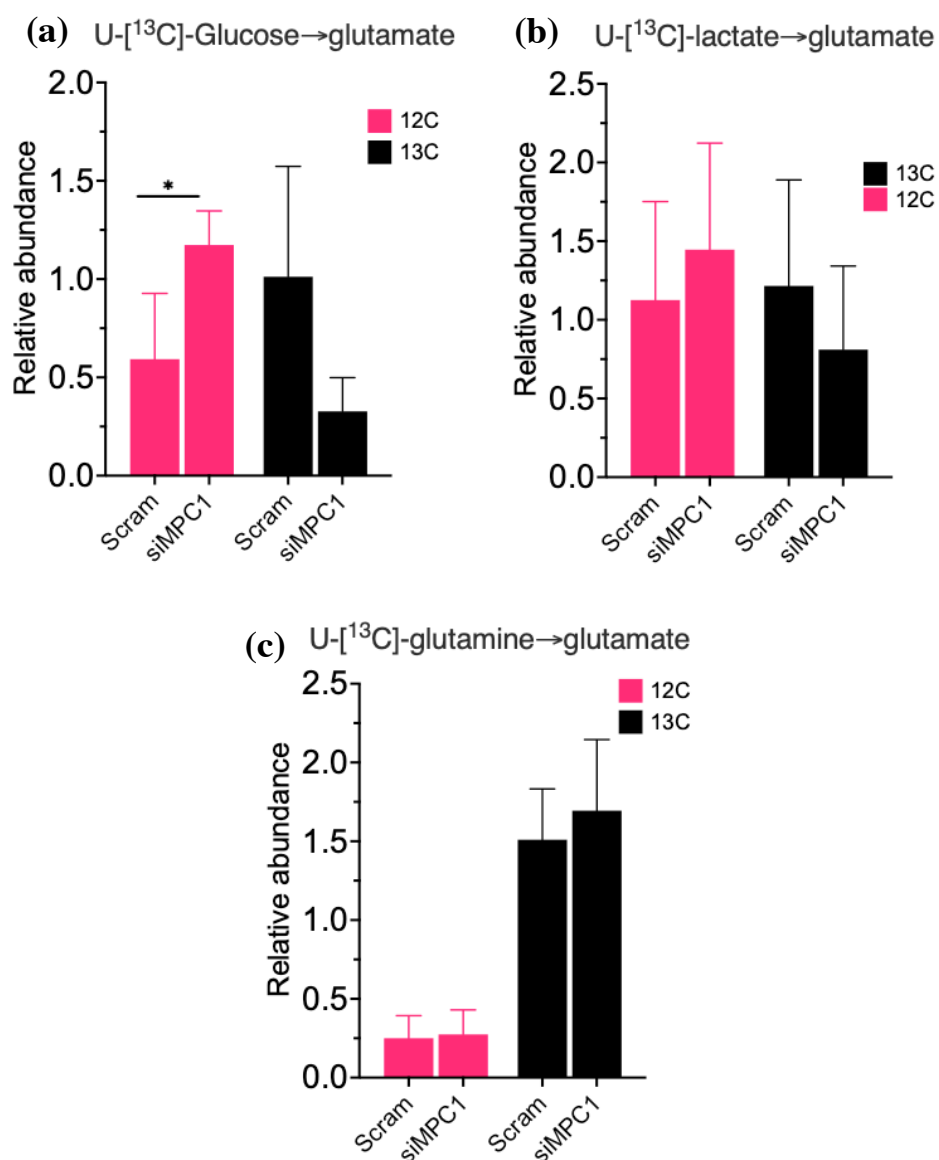 (a) U-[¹³C]-Glucose→glutamate
2.0
1.5
1.0
0.5
0.0
Relative abundance
12C
13C
*
Scram
siMPC1
Scram
siMPC1
(b) U-[¹³C]-lactate→glutamate
2.5
2.0
1.5
1.0
0.5
0.0
Relative abundance
13C
12C
Scram
siMPC1
Scram
siMPC1
(c) U-[¹³C]-glutamine→glutamate
2.5
2.0
1.5
1.0
0.5
0.0
Relative abundance
12C
13C
Scram
siMPC1
Scram
siMPC1